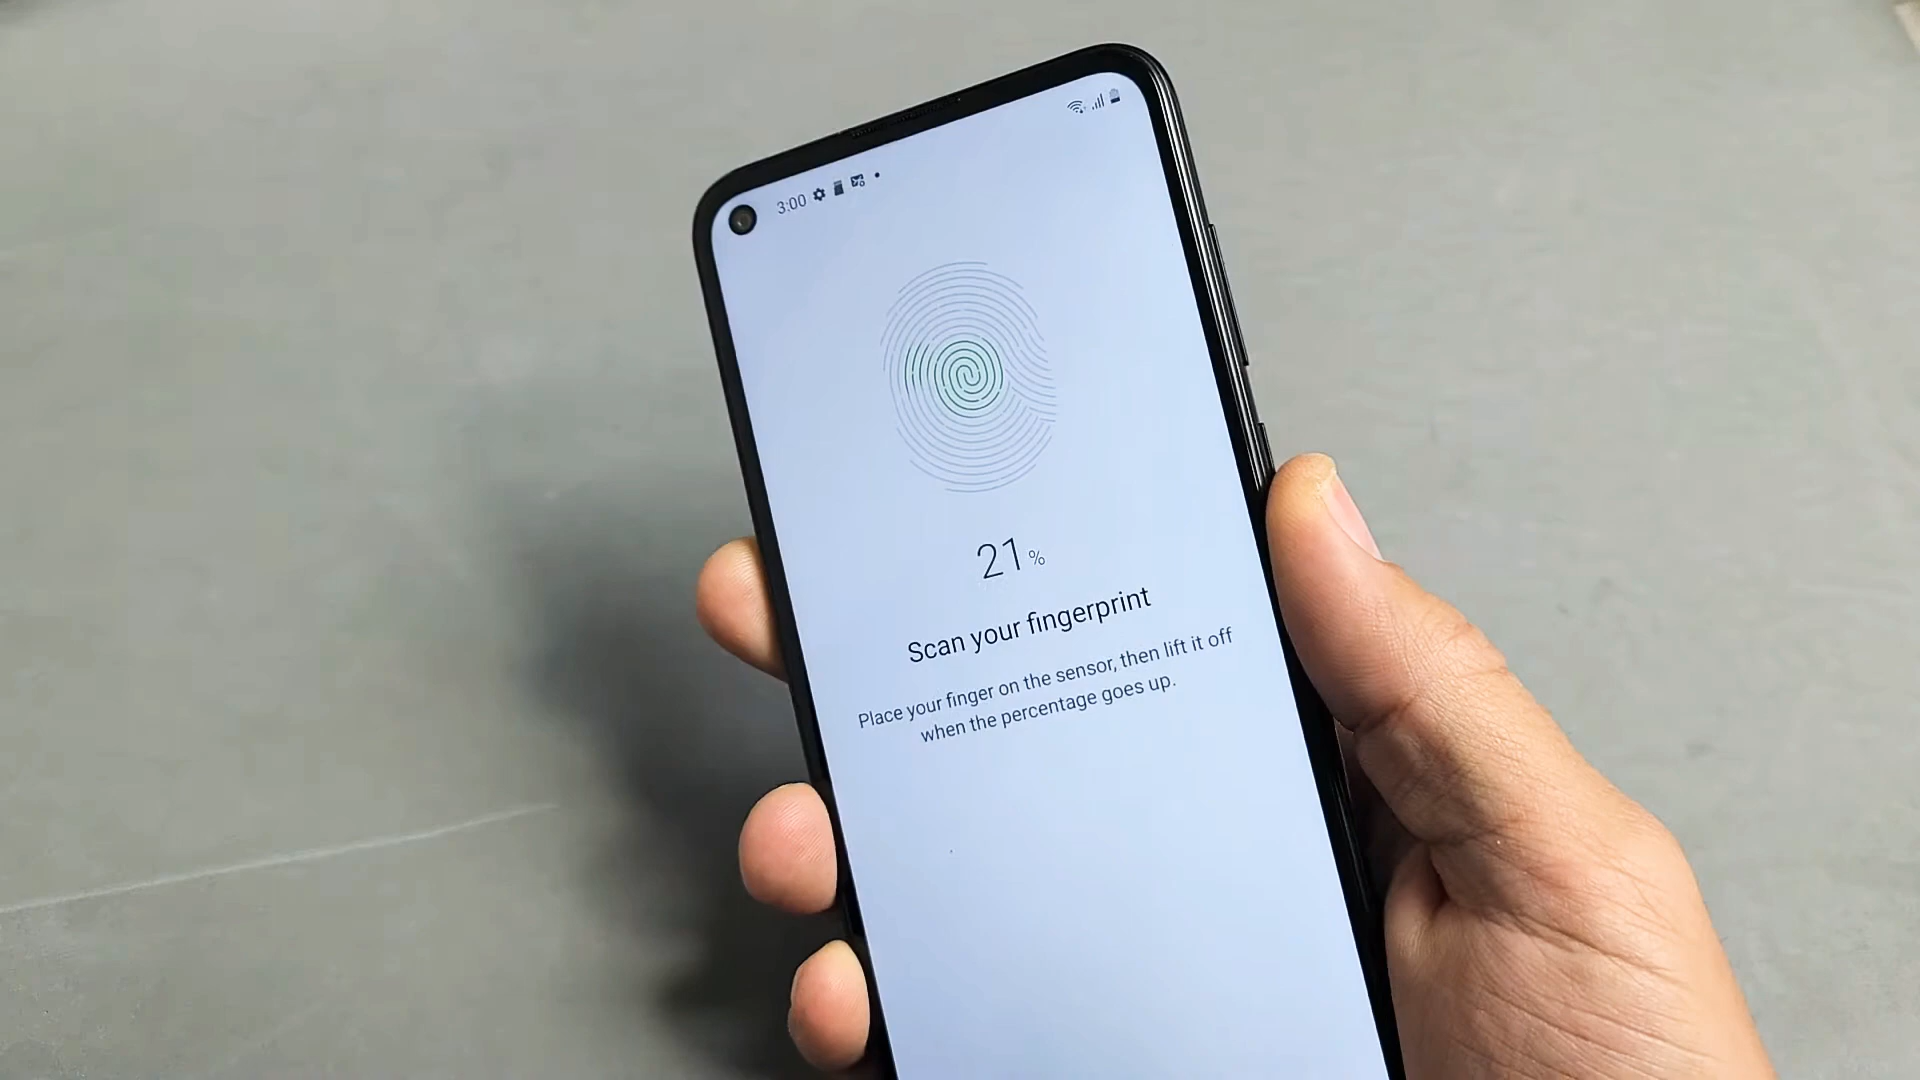 3:00
21%
Scan your fingerprint
Place your finger on the sensor, then lift it off
when the percentage goes up.